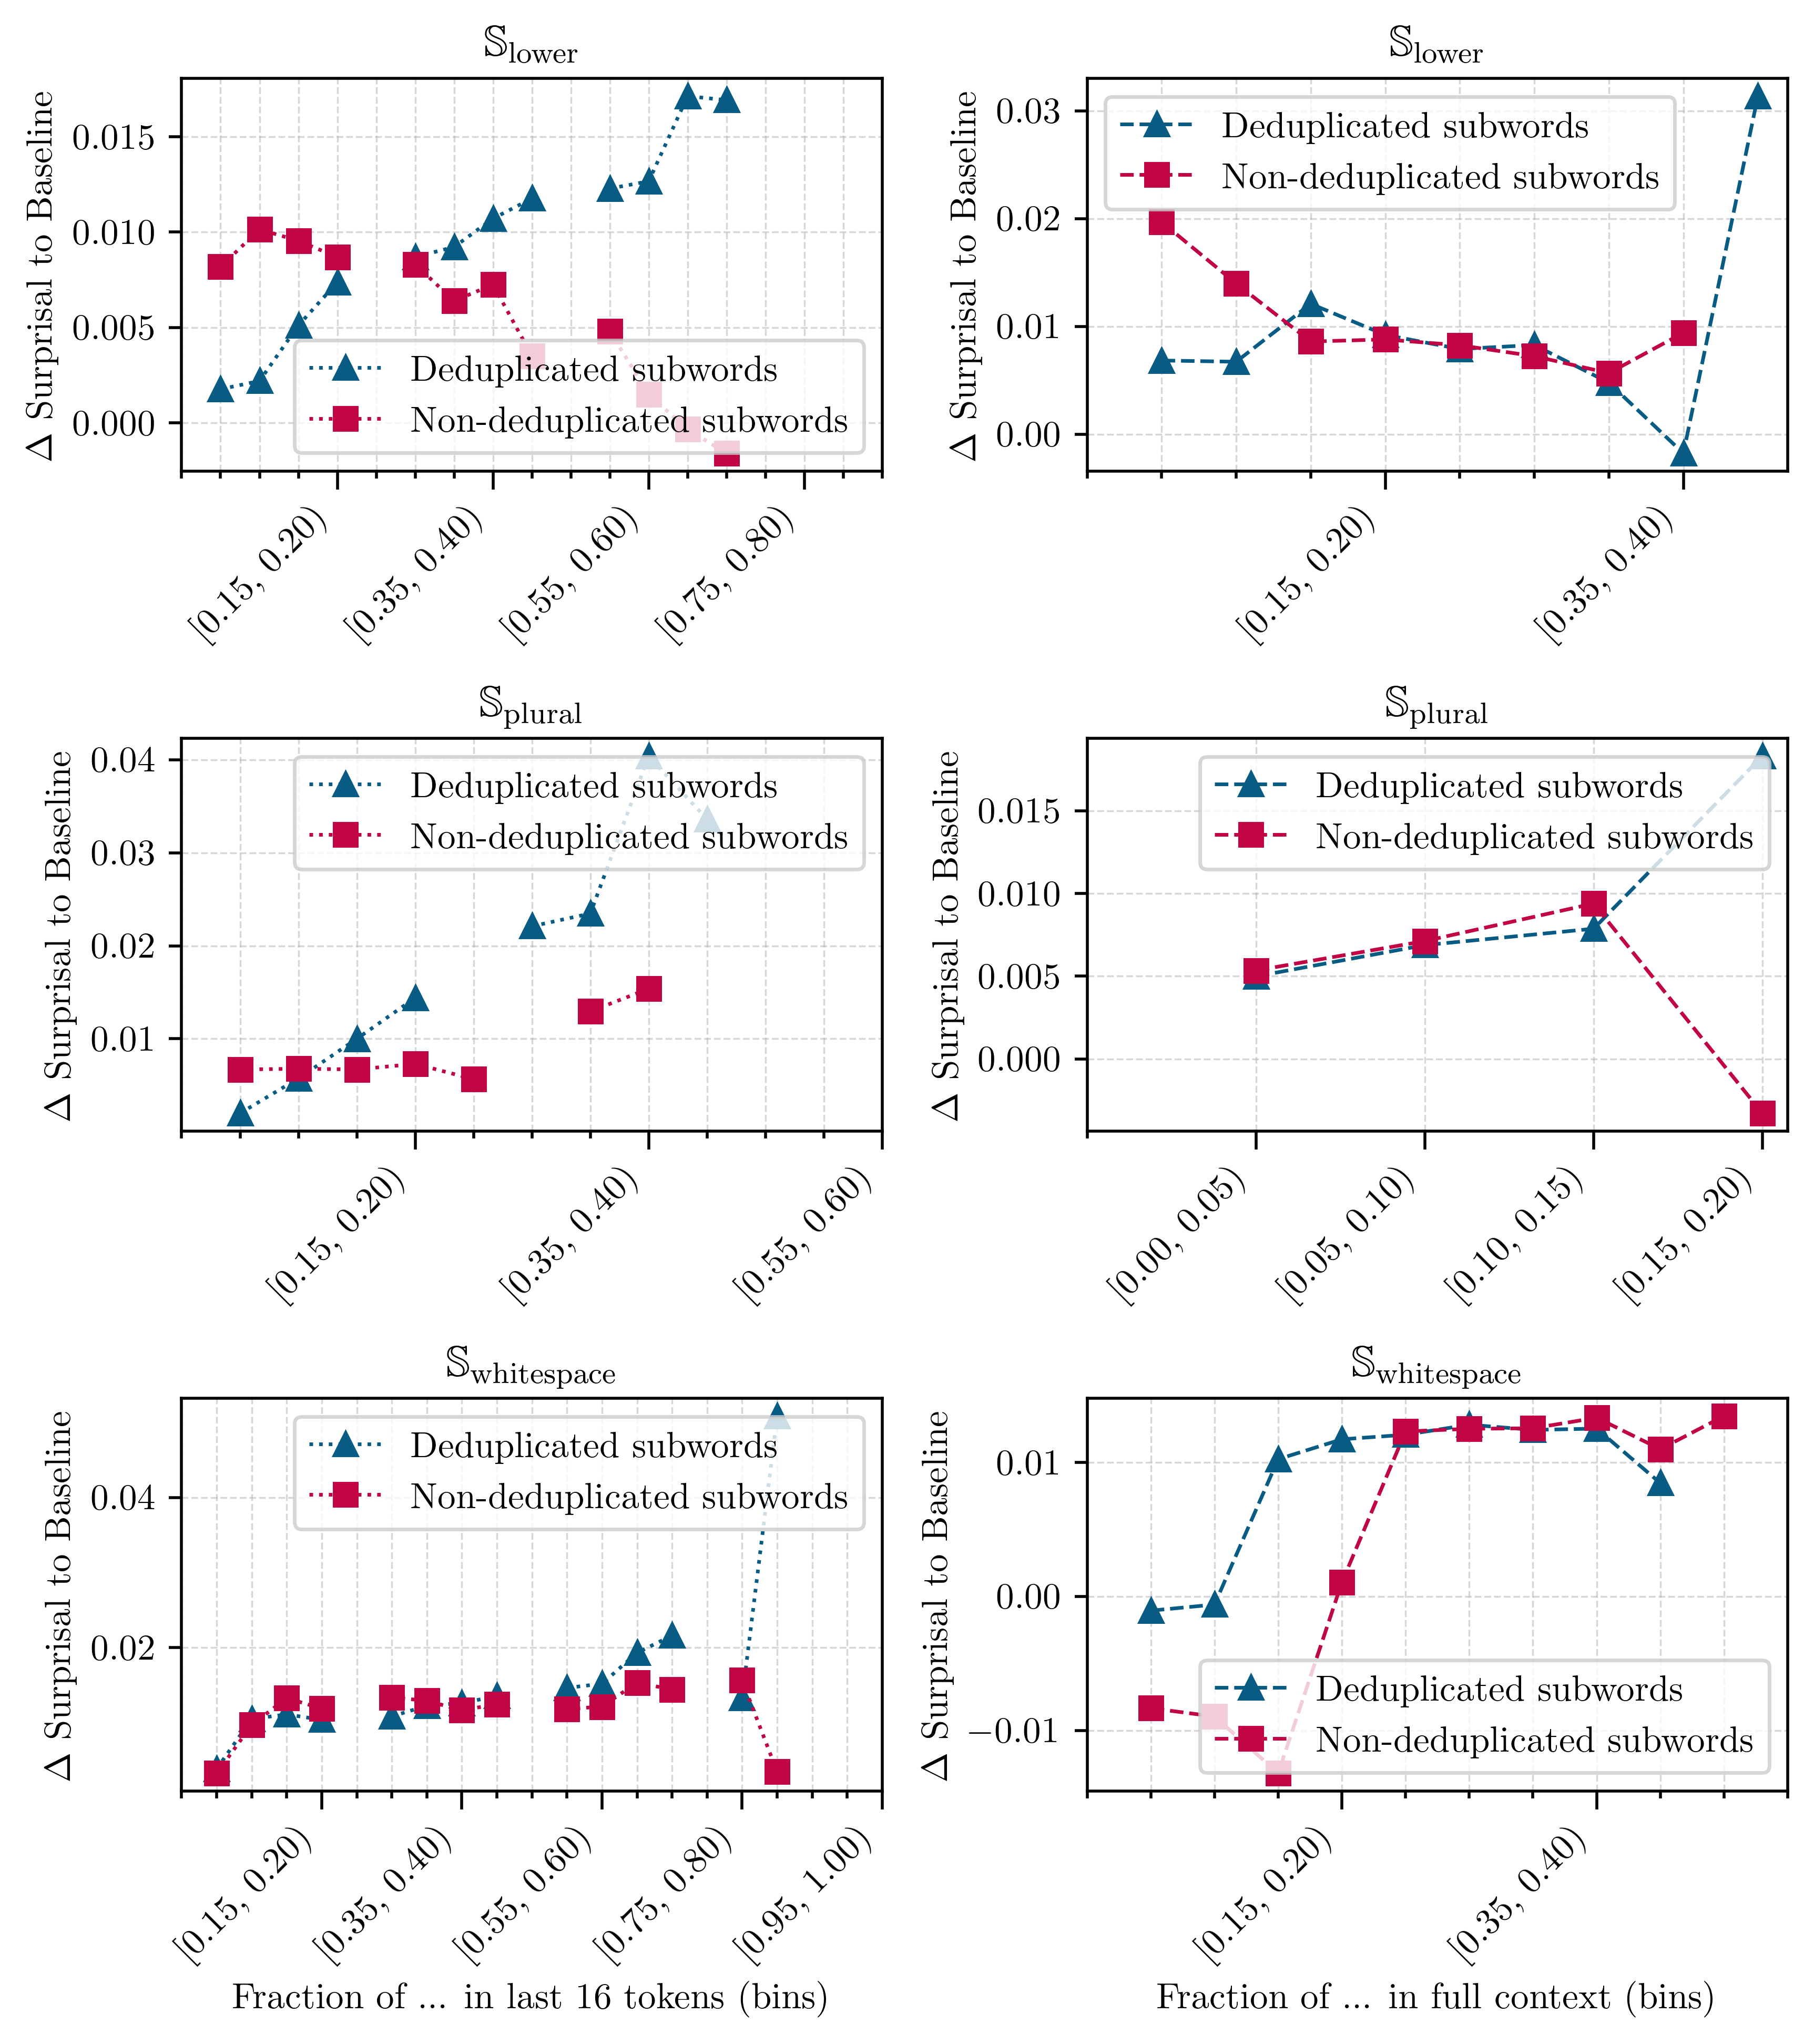 𝕊lower
Δ Surprisal to Baseline
0.015
0.010
0.005
0.000
Deduplicated subwords
Non-deduplicated subwords
[0.15, 0.20)
[0.35, 0.40)
[0.55, 0.60)
[0.75, 0.80)
𝕊lower
Δ Surprisal to Baseline
0.03
0.02
0.01
0.00
Deduplicated subwords
Non-deduplicated subwords
[0.15, 0.20)
[0.35, 0.40)
𝕊plural
Δ Surprisal to Baseline
0.04
0.03
0.02
0.01
Deduplicated subwords
Non-deduplicated subwords
[0.15, 0.20)
[0.35, 0.40)
[0.55, 0.60)
𝕊plural
Δ Surprisal to Baseline
0.015
0.010
0.005
0.000
Deduplicated subwords
Non-deduplicated subwords
[0.00, 0.05)
[0.05, 0.10)
[0.10, 0.15)
[0.15, 0.20)
𝕊whitespace
Δ Surprisal to Baseline
0.04
0.02
Deduplicated subwords
Non-deduplicated subwords
[0.15, 0.20)
[0.35, 0.40)
[0.55, 0.60)
[0.75, 0.80)
[0.95, 1.00)
Fraction of ... in last 16 tokens (bins)
𝕊whitespace
Δ Surprisal to Baseline
0.01
0.00
−0.01
Deduplicated subwords
Non-deduplicated subwords
[0.15, 0.20)
[0.35, 0.40)
Fraction of ... in full context (bins)